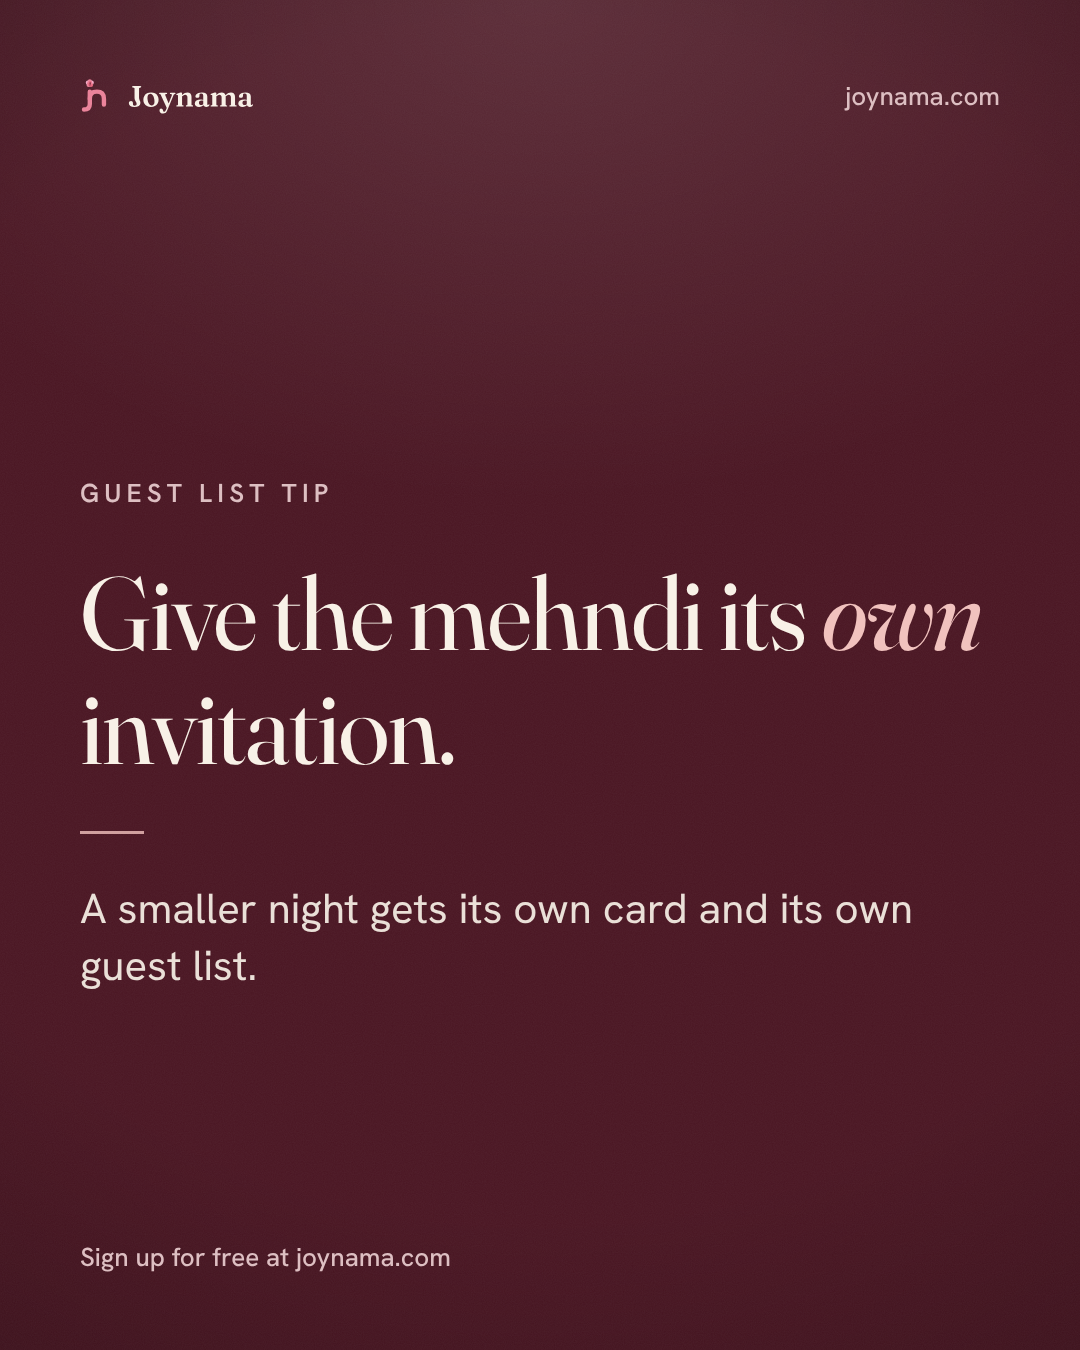 Joynama
joynama.com
GUEST LIST TIP
Give the mehndi its own
invitation.
A smaller night gets its own card and its own
guest list.
Sign up for free at joynama.com